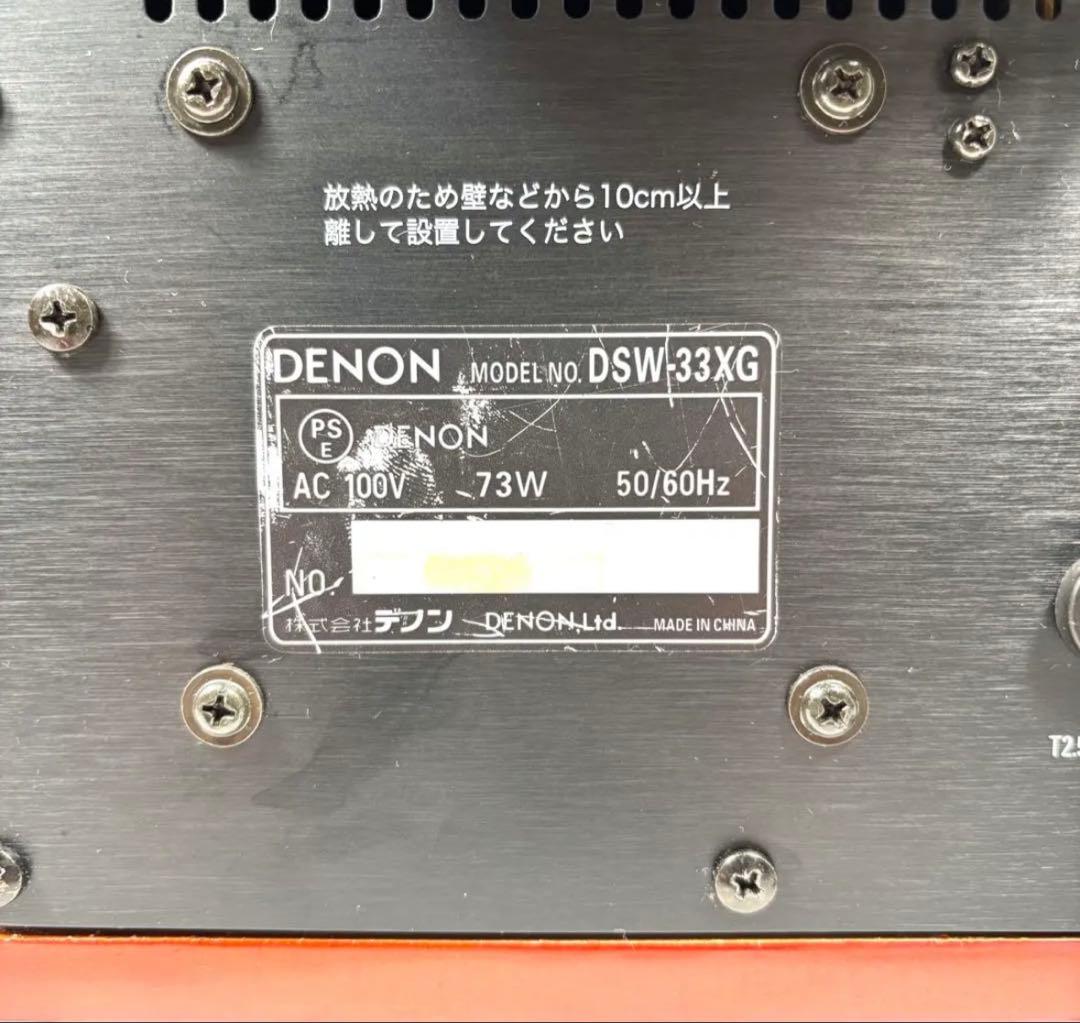 放熱のため壁などから10cm以上
離して設置してください
DENON MODEL NO. DSW-33XG
PS E DENON
AC 100V 73W 50/60Hz
NO.
株式会社デノン DENON,Ltd. MADE IN CHINA